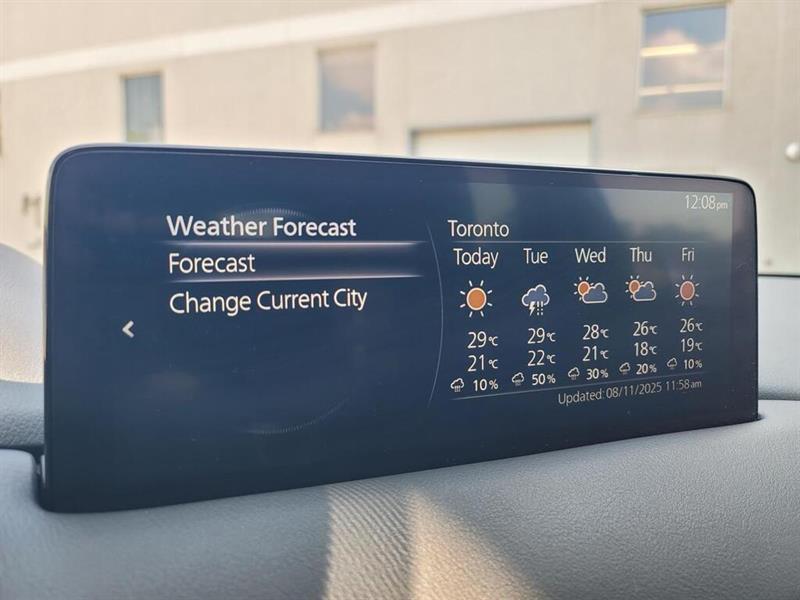 12:08pm
Weather Forecast
Forecast
Change Current City
Toronto
Today Tue Wed Thu Fri
29°C 29°C 28°C 26°C 26°C
21°C 22°C 21°C 18°C 19°C
10% 50% 30% 20% 10%
Updated: 08/11/2025 11:58am